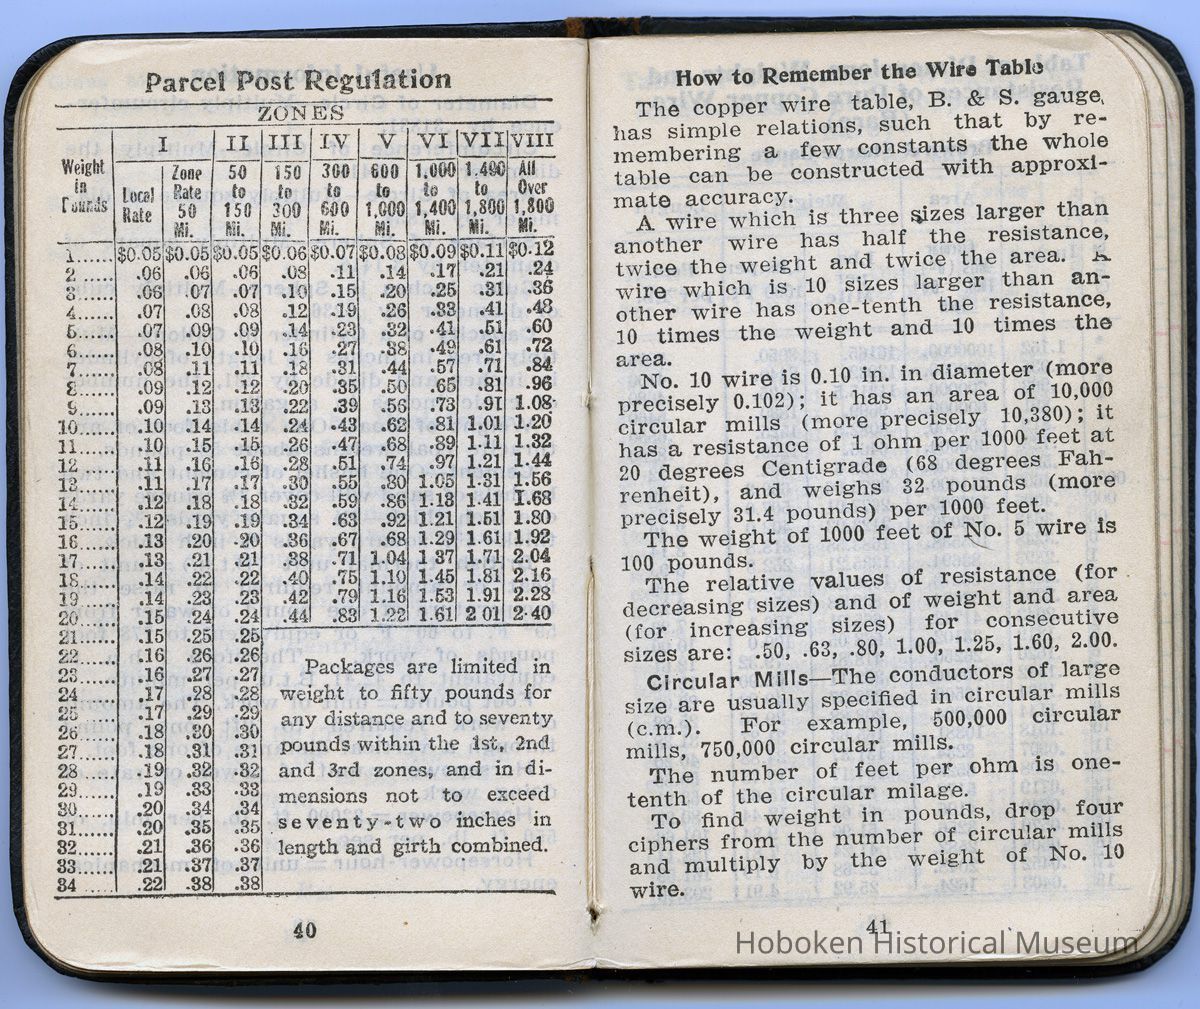 Parcel Post Regulation
ZONES
I II III IV V VI VII VIII
Weight in Pounds Local Rate Zone Rate 50 Mi. 50 to 150 Mi. 150 to 300 Mi. 300 to 600 Mi. 600 to 1,000 Mi. 1,000 to 1,400 Mi. 1,400 to 1,800 Mi. All Over 1,800 Mi.
1...... $0.05 $0.05 $0.05 $0.06 $0.07 $0.08 $0.09 $0.11 $0.12
2...... .06 .06 .06 .08 .11 .14 .17 .21 .24
3...... .06 .07 .07 .10 .15 .20 .25 .31 .36
4...... .07 .08 .08 .12 .19 .26 .33 .41 .48
5...... .07 .09 .09 .14 .23 .32 .41 .51 .60
6...... .08 .10 .10 .16 .27 .38 .49 .61 .72
7...... .08 .11 .11 .18 .31 .44 .57 .71 .84
8...... .09 .12 .12 .20 .35 .50 .65 .81 .96
9...... .09 .13 .13 .22 .39 .56 .73 .91 1.08
10...... .10 .14 .14 .24 .43 .62 .81 1.01 1.20
11...... .10 .15 .15 .26 .47 .68 .89 1.11 1.32
12...... .11 .16 .16 .28 .51 .74 .97 1.21 1.44
13...... .11 .17 .17 .30 .55 .80 1.05 1.31 1.56
14...... .12 .18 .18 .32 .59 .86 1.13 1.41 1.68
15...... .12 .19 .19 .34 .63 .92 1.21 1.51 1.80
16...... .13 .20 .20 .36 .67 .68 1.29 1.61 1.92
17...... .13 .21 .21 .38 .71 1.04 1.37 1.71 2.04
18...... .14 .22 .22 .40 .75 1.10 1.45 1.81 2.16
19...... .14 .23 .23 .42 .79 1.16 1.53 1.91 2.28
20...... .15 .24 .24 .44 .83 1.22 1.61 2 01 2.40
21...... .15 .25 .25
22...... .16 .26 .26
23...... .16 .27 .27
24...... .17 .28 .28
25...... .17 .29 .29
26...... .18 .30 .30
27...... .18 .31 .31
28...... .19 .32 .32
29...... .19 .33 .33
30...... .20 .34 .34
31...... .20 .35 .35
32...... .21 .36 .36
33...... .21 .37 .37
34...... .22 .38 .38
Packages are limited in
weight to fifty pounds for
any distance and to seventy
pounds within the 1st, 2nd
and 3rd zones, and in di-
mensions not to exceed
seventy-two inches in
length and girth combined.
40
How to Remember the Wire Table
The copper wire table, B. & S. gauge,
has simple relations, such that by re-
membering a few constants the whole
table can be constructed with approxi-
mate accuracy.
A wire which is three sizes larger than
another wire has half the resistance,
twice the weight and twice the area. A
wire which is 10 sizes larger than an-
other wire has one-tenth the resistance,
10 times the weight and 10 times the
area.
No. 10 wire is 0.10 in. in diameter (more
precisely 0.102); it has an area of 10,000
circular mills (more precisely 10,380); it
has a resistance of 1 ohm per 1000 feet at
20 degrees Centigrade (68 degrees Fah-
renheit), and weighs 32 pounds (more
precisely 31.4 pounds) per 1000 feet.
The weight of 1000 feet of No. 5 wire is
100 pounds.
The relative values of resistance (for
decreasing sizes) and of weight and area
(for increasing sizes) for consecutive
sizes are: .50, .63, .80, 1.00, 1.25, 1.60, 2.00.
Circular Mills—The conductors of large
size are usually specified in circular mills
(c.m.). For example, 500,000 circular
mills, 750,000 circular mills.
The number of feet per ohm is one-
tenth of the circular milage.
To find weight in pounds, drop four
ciphers from the number of circular mills
and multiply by the weight of No. 10
wire.
41
Hoboken Historical Museum